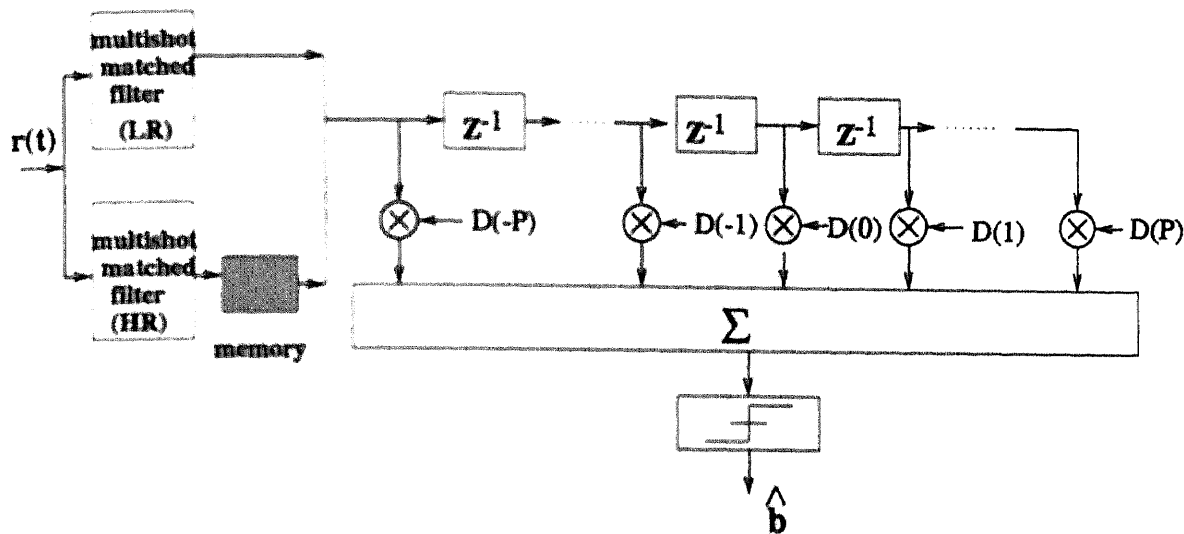 multishot
matched
filter
(LR)
r(t)
z⁻¹
z⁻¹
z⁻¹
D(-P)
D(-1)
D(0)
D(1)
D(P)
multishot
matched
filter
(HR)
memory
Σ
b̂